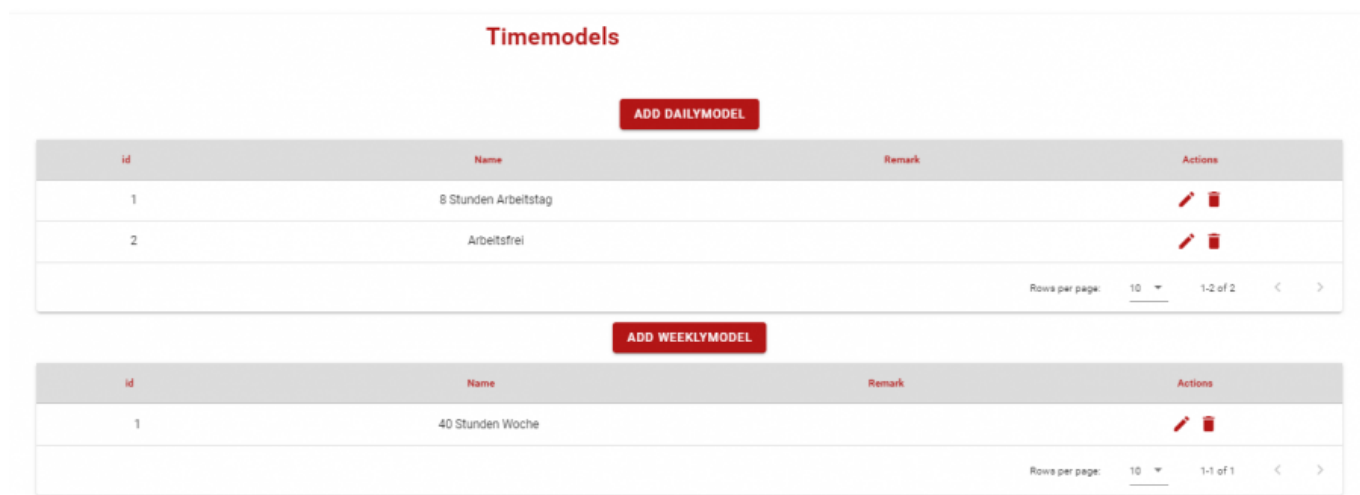 Timemodels
ADD DAILYMODEL
id Name Remark Actions
1 8 Stunden Arbeitstag
2 Arbeitsfrei
Rows per page: 10 1-2 of 2
ADD WEEKLYMODEL
id Name Remark Actions
1 40 Stunden Woche
Rows per page: 10 1-1 of 1